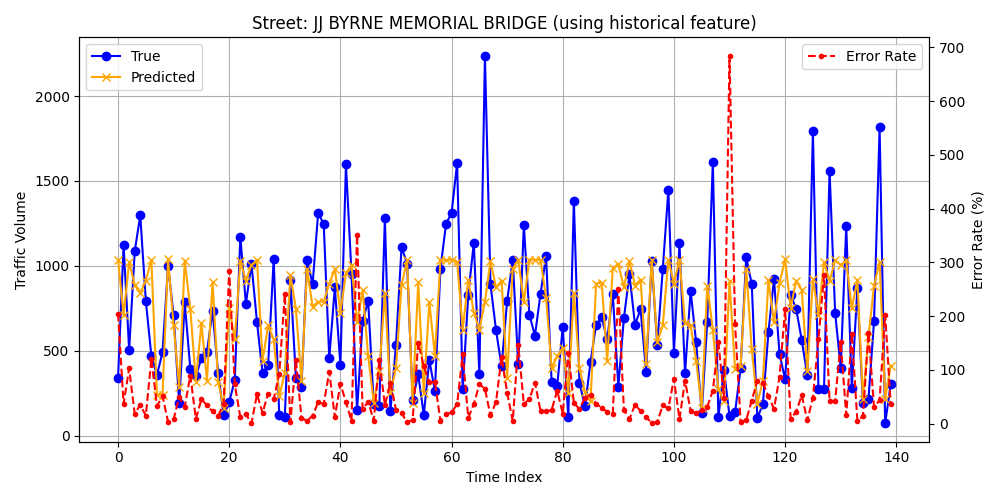 Street: JJ BYRNE MEMORIAL BRIDGE (using historical feature)
True
Predicted
Error Rate
Traffic Volume
2000
1500
1000
500
0
700
600
500
400
300
200
100
0
Error Rate (%)
0 20 40 60 80 100 120 140
Time Index